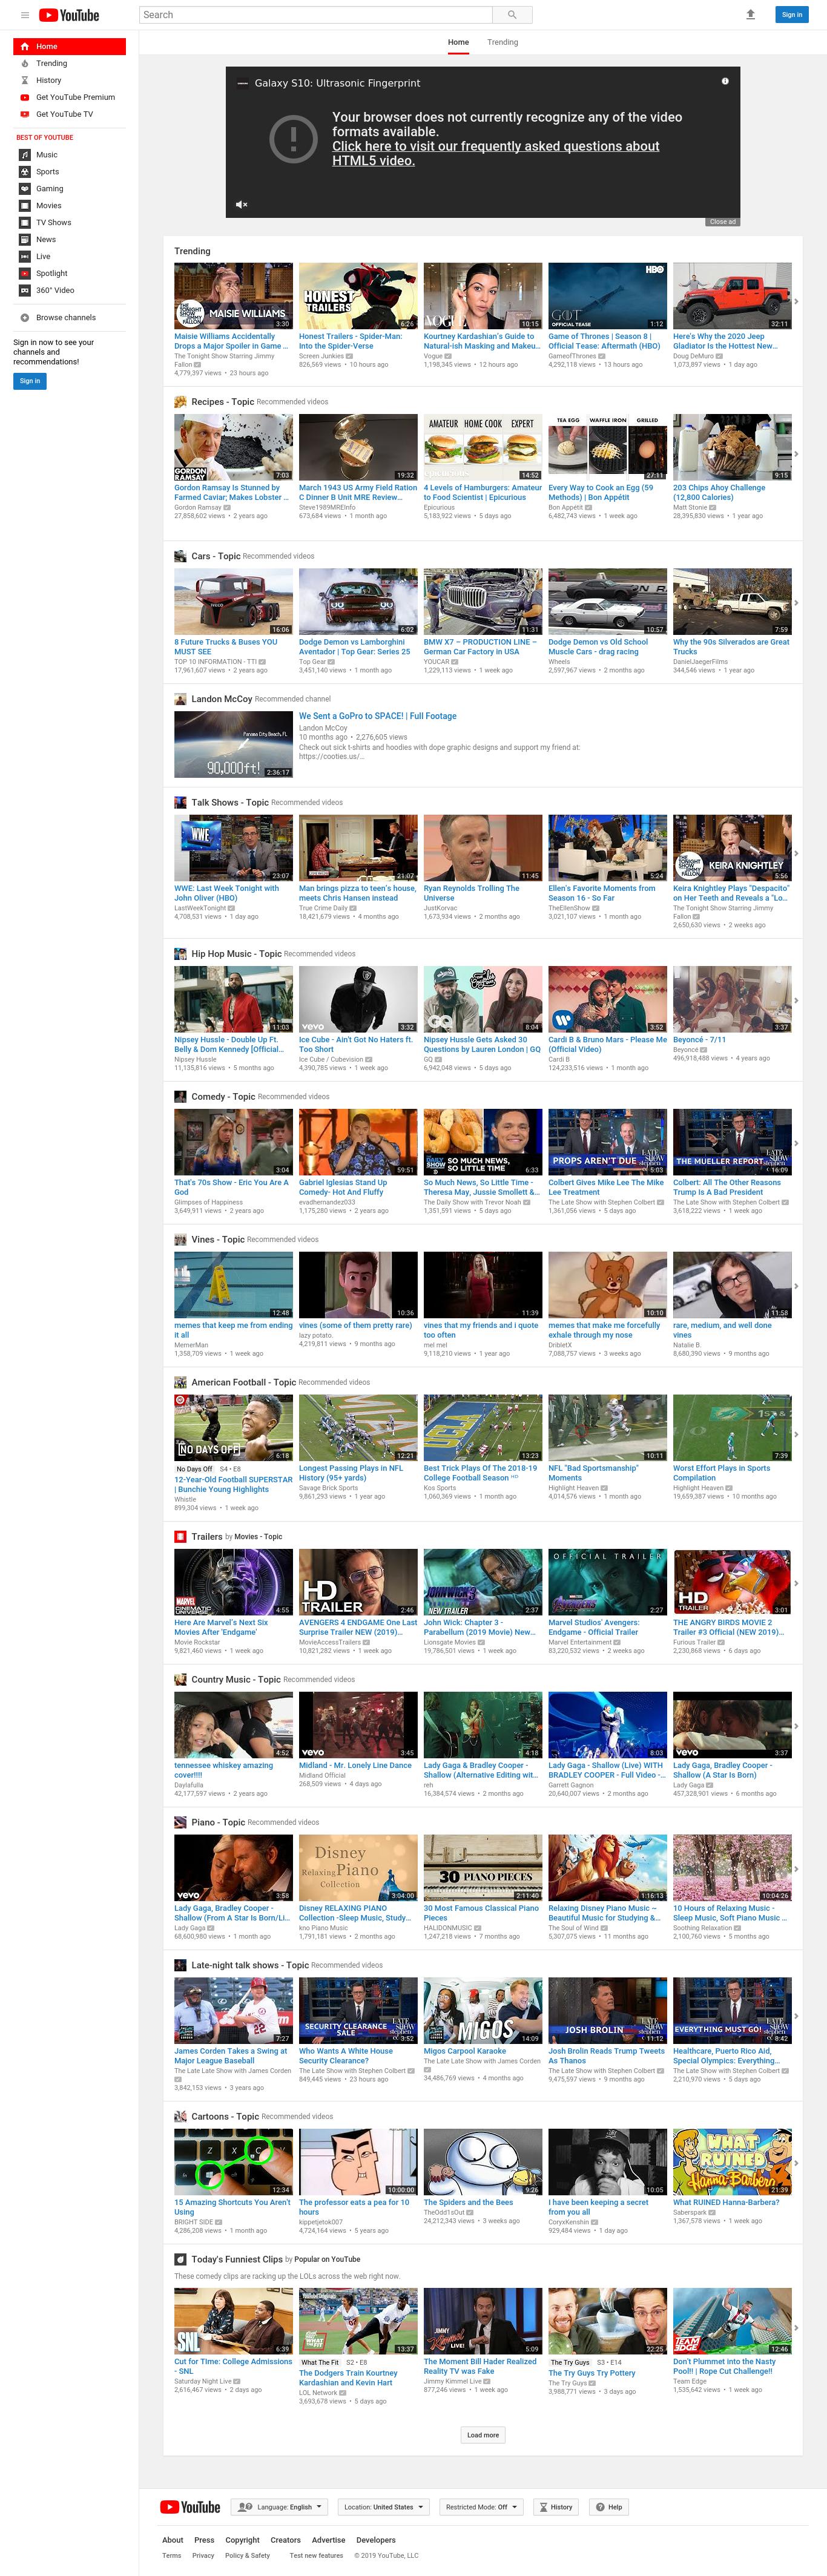 YouTube
Search
Sign in
Home
Trending
History
Get YouTube Premium
Get YouTube TV
BEST OF YOUTUBE
Music
Sports
Gaming
Movies
TV Shows
News
Live
Spotlight
360° Video
Browse channels
Sign in now to see your
channels and
recommendations!
Sign in
Home Trending
Galaxy S10: Ultrasonic Fingerprint
Your browser does not currently recognize any of the video
formats available.
Click here to visit our frequently asked questions about
HTML5 video.
Close ad
Trending
Maisie Williams Accidentally
Drops a Major Spoiler in Game ...
The Tonight Show Starring Jimmy
Fallon
4,779,397 views • 23 hours ago
Honest Trailers - Spider-Man:
Into the Spider-Verse
Screen Junkies
826,569 views • 10 hours ago
Kourtney Kardashian's Guide to
Natural-ish Masking and Makeu...
Vogue
1,198,345 views • 12 hours ago
Game of Thrones | Season 8 |
Official Tease: Aftermath (HBO)
GameofThrones
4,292,118 views • 13 hours ago
Here's Why the 2020 Jeep
Gladiator Is the Hottest New...
Doug DeMuro
1,073,897 views • 1 day ago
Recipes - Topic Recommended videos
Gordon Ramsay Is Stunned by
Farmed Caviar; Makes Lobster ...
Gordon Ramsay
27,858,602 views • 2 years ago
March 1943 US Army Field Ration
C Dinner B Unit MRE Review...
Steve1989MREInfo
673,684 views • 1 month ago
4 Levels of Hamburgers: Amateur
to Food Scientist | Epicurious
Epicurious
5,183,922 views • 5 days ago
Every Way to Cook an Egg (59
Methods) | Bon Appétit
Bon Appétit
6,482,743 views • 1 week ago
203 Chips Ahoy Challenge
(12,800 Calories)
Matt Stonie
28,395,830 views • 1 year ago
Cars - Topic Recommended videos
8 Future Trucks & Buses YOU
MUST SEE
TOP 10 INFORMATION - TTI
17,961,607 views • 2 years ago
Dodge Demon vs Lamborghini
Aventador | Top Gear: Series 25
Top Gear
3,451,140 views • 1 month ago
BMW X7 – PRODUCTION LINE –
German Car Factory in USA
YOUCAR
1,229,113 views • 1 week ago
Dodge Demon vs Old School
Muscle Cars - drag racing
Wheels
2,597,967 views • 2 months ago
Why the 90s Silverados are Great
Trucks
DanielJaegerFilms
344,546 views • 1 year ago
Landon McCoy Recommended channel
We Sent a GoPro to SPACE! | Full Footage
Landon McCoy
10 months ago • 2,276,605 views
Check out sick t-shirts and hoodies with dope graphic designs and support my friend at:
https://cooties.us/...
Talk Shows - Topic Recommended videos
WWE: Last Week Tonight with
John Oliver (HBO)
LastWeekTonight
4,708,531 views • 1 day ago
Man brings pizza to teen's house,
meets Chris Hansen instead
True Crime Daily
18,421,679 views • 4 months ago
Ryan Reynolds Trolling The
Universe
JustKorvac
1,673,934 views • 2 months ago
Ellen's Favorite Moments from
Season 16 - So Far
TheEllenShow
3,021,107 views • 1 month ago
Keira Knightley Plays "Despacito"
on Her Teeth and Reveals a "Lo...
The Tonight Show Starring Jimmy
Fallon
2,650,630 views • 2 weeks ago
Hip Hop Music - Topic Recommended videos
Nipsey Hussle - Double Up Ft.
Belly & Dom Kennedy [Official...
Nipsey Hussle
11,135,816 views • 5 months ago
Ice Cube - Ain't Got No Haters ft.
Too Short
Ice Cube / Cubevision
4,390,785 views • 1 week ago
Nipsey Hussle Gets Asked 30
Questions by Lauren London | GQ
GQ
6,942,048 views • 5 days ago
Cardi B & Bruno Mars - Please Me
(Official Video)
Cardi B
124,233,516 views • 1 month ago
Beyoncé - 7/11
Beyoncé
496,918,488 views • 4 years ago
Comedy - Topic Recommended videos
That's 70s Show - Eric You Are A
God
Glimpses of Happiness
3,649,911 views • 2 years ago
Gabriel Iglesias Stand Up
Comedy- Hot And Fluffy
evadhernandez033
1,175,280 views • 2 years ago
So Much News, So Little Time -
Theresa May, Jussie Smollett &...
The Daily Show with Trevor Noah
1,351,591 views • 5 days ago
Colbert Gives Mike Lee The Mike
Lee Treatment
The Late Show with Stephen Colbert
1,361,056 views • 5 days ago
Colbert: All The Other Reasons
Trump Is A Bad President
The Late Show with Stephen Colbert
3,618,222 views • 1 week ago
Vines - Topic Recommended videos
memes that keep me from ending
it all
MemerMan
1,358,709 views • 1 week ago
vines (some of them pretty rare)
lazy potato.
4,219,811 views • 9 months ago
vines that my friends and i quote
too often
mel mel
9,118,210 views • 1 year ago
memes that make me forcefully
exhale through my nose
DribletX
7,088,757 views • 3 weeks ago
rare, medium, and well done
vines
Natalie B.
8,680,390 views • 9 months ago
American Football - Topic Recommended videos
No Days Off S4 • E8
12-Year-Old Football SUPERSTAR
| Bunchie Young Highlights
Whistle
899,304 views • 1 week ago
Longest Passing Plays in NFL
History (95+ yards)
Savage Brick Sports
9,861,293 views • 1 year ago
Best Trick Plays Of The 2018-19
College Football Season ᴴᴰ
Kos Sports
1,060,369 views • 1 month ago
NFL "Bad Sportsmanship"
Moments
Highlight Heaven
4,014,576 views • 1 month ago
Worst Effort Plays in Sports
Compilation
Highlight Heaven
19,659,387 views • 10 months ago
Trailers by Movies - Topic
Here Are Marvel's Next Six
Movies After 'Endgame'
Movie Rockstar
9,821,460 views • 1 week ago
AVENGERS 4 ENDGAME One Last
Surprise Trailer NEW (2019)...
MovieAccessTrailers
10,821,282 views • 1 week ago
John Wick: Chapter 3 -
Parabellum (2019 Movie) New...
Lionsgate Movies
19,786,501 views • 1 week ago
Marvel Studios' Avengers:
Endgame - Official Trailer
Marvel Entertainment
83,220,532 views • 2 weeks ago
THE ANGRY BIRDS MOVIE 2
Trailer #3 Official (NEW 2019)...
Furious Trailer
2,230,868 views • 6 days ago
Country Music - Topic Recommended videos
tennessee whiskey amazing
cover!!!!
Daylafuila
42,177,597 views • 2 years ago
Midland - Mr. Lonely Line Dance
Midland Official
268,509 views • 4 days ago
Lady Gaga & Bradley Cooper -
Shallow (Alternative Editing wit...
reh
16,384,574 views • 2 months ago
Lady Gaga - Shallow (Live) WITH
BRADLEY COOPER - Full Video -...
Garrett Gagnon
20,640,007 views • 2 months ago
Lady Gaga, Bradley Cooper -
Shallow (A Star Is Born)
Lady Gaga
457,328,901 views • 6 months ago
Piano - Topic Recommended videos
Lady Gaga, Bradley Cooper -
Shallow (From A Star Is Born/Li...
Lady Gaga
68,600,980 views • 1 month ago
Disney RELAXING PIANO
Collection -Sleep Music, Study...
kno Piano Music
1,791,181 views • 2 months ago
30 Most Famous Classical Piano
Pieces
HALIDONMUSIC
1,247,218 views • 7 months ago
Relaxing Disney Piano Music ~
Beautiful Music for Studying &...
The Soul of Wind
5,307,075 views • 11 months ago
10 Hours of Relaxing Music -
Sleep Music, Soft Piano Music ...
Soothing Relaxation
2,100,760 views • 5 months ago
Late-night talk shows - Topic Recommended videos
James Corden Takes a Swing at
Major League Baseball
The Late Late Show with James Corden
3,842,153 views • 3 years ago
Who Wants A White House
Security Clearance?
The Late Show with Stephen Colbert
849,445 views • 23 hours ago
Migos Carpool Karaoke
The Late Late Show with James Corden
34,486,769 views • 4 months ago
Josh Brolin Reads Trump Tweets
As Thanos
The Late Show with Stephen Colbert
9,475,597 views • 9 months ago
Healthcare, Puerto Rico Aid,
Special Olympics: Everything...
The Late Show with Stephen Colbert
2,210,970 views • 5 days ago
Cartoons - Topic Recommended videos
15 Amazing Shortcuts You Aren't
Using
BRIGHT SIDE
4,286,208 views • 1 month ago
The professor eats a pea for 10
hours
kippetjetok007
4,724,164 views • 5 years ago
The Spiders and the Bees
TheOdd1sOut
24,212,343 views • 3 weeks ago
I have been keeping a secret
from you all
CoryxKenshin
929,484 views • 1 day ago
What RUINED Hanna-Barbera?
Saberspark
1,367,578 views • 1 week ago
Today's Funniest Clips by Popular on YouTube
These comedy clips are racking up the LOLs across the web right now.
Cut for Time: College Admissions
- SNL
Saturday Night Live
2,616,467 views • 2 days ago
What The Fit S2 • E8
The Dodgers Train Kourtney
Kardashian and Kevin Hart
LOL Network
3,693,678 views • 5 days ago
The Moment Bill Hader Realized
Reality TV was Fake
Jimmy Kimmel Live
877,246 views • 1 week ago
The Try Guys S3 • E14
The Try Guys Try Pottery
The Try Guys
3,988,771 views • 3 days ago
Don't Plummet into the Nasty
Pool!! | Rope Cut Challenge!!
Team Edge
1,535,642 views • 1 week ago
Load more
YouTube
Language: English
Location: United States
Restricted Mode: Off
History
Help
About Press Copyright Creators Advertise Developers
Terms Privacy Policy & Safety Test new features © 2019 YouTube, LLC